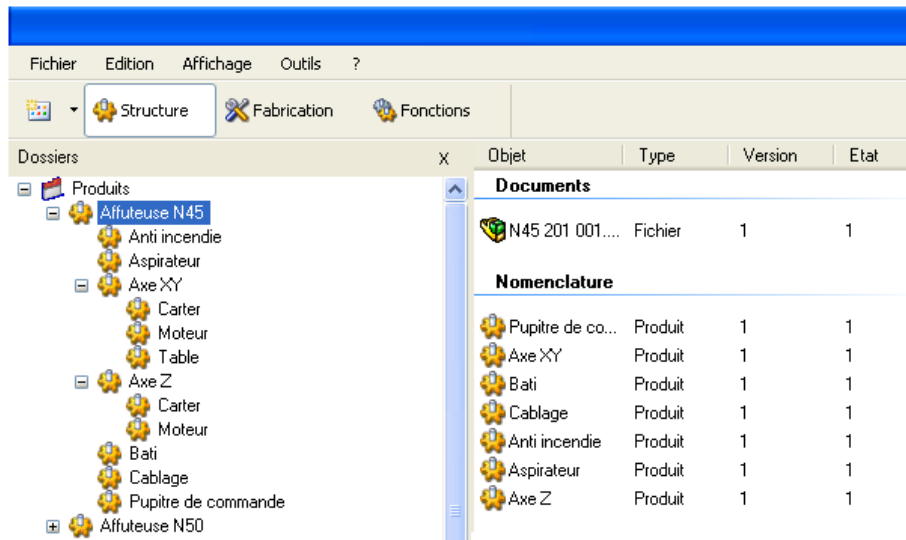 Fichier Edition Affichage Outils ?
Structure Fabrication Fonctions
Dossiers X
Produits
Affuteuse N45
Anti incendie
Aspirateur
Axe XY
Carter
Moteur
Table
Axe Z
Carter
Moteur
Bati
Cablage
Pupitre de commande
Affuteuse N50
Objet Type Version Etat
Documents
N45 201 001.... Fichier 1 1
Nomenclature
Pupitre de co... Produit 1 1
Axe XY Produit 1 1
Bati Produit 1 1
Cablage Produit 1 1
Anti incendie Produit 1 1
Aspirateur Produit 1 1
Axe Z Produit 1 1